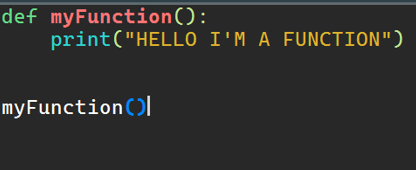 def myFunction():
    print("HELLO I'M A FUNCTION")
myFunction()